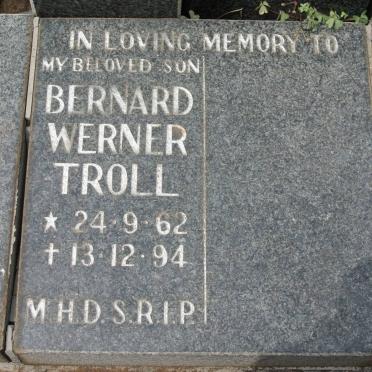 IN LOVING MEMORY TO
MY BELOVED SON
BERNARD
WERNER
TROLL
★ 24·9·62
† 13·12·94
M.H.D.S.R.I.P.